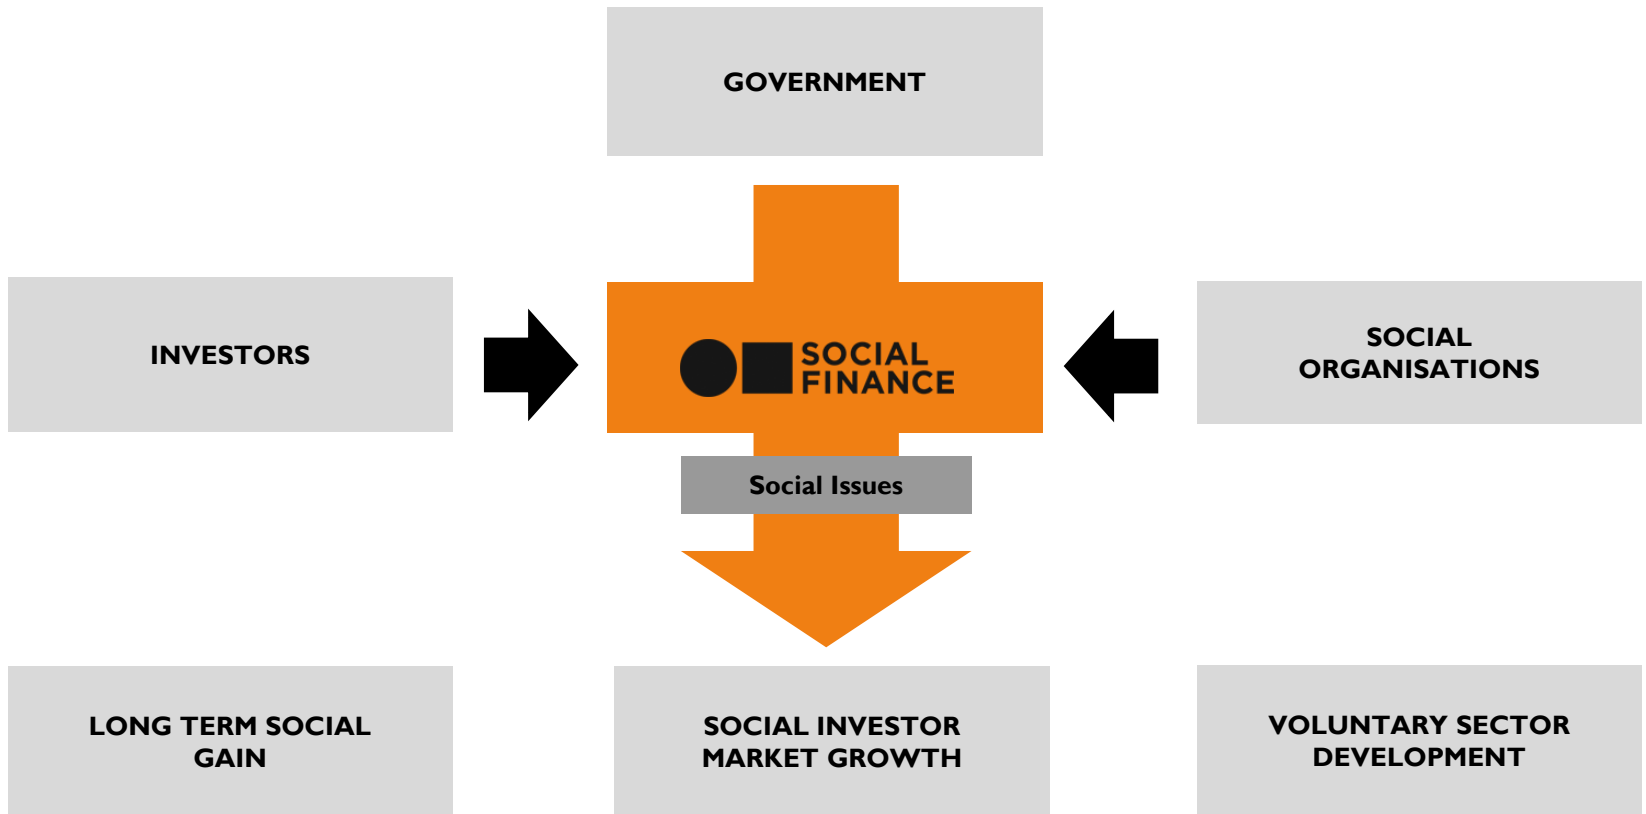 GOVERNMENT
INVESTORS
SOCIAL
FINANCE
SOCIAL
ORGANISATIONS
Social Issues
LONG TERM SOCIAL
GAIN
SOCIAL INVESTOR
MARKET GROWTH
VOLUNTARY SECTOR
DEVELOPMENT